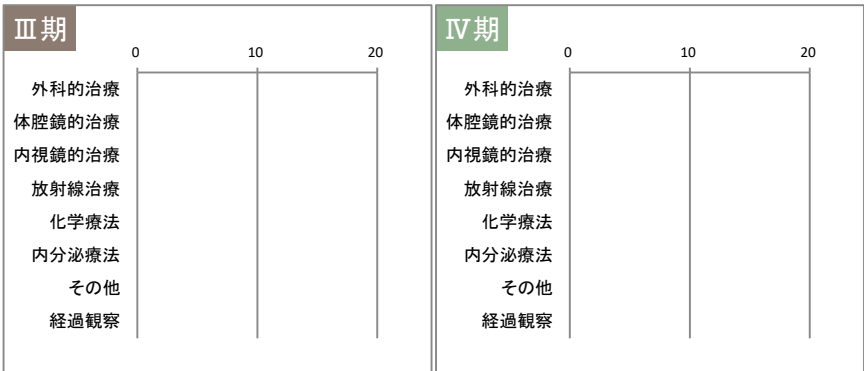 Ⅲ期
0 10 20
外科的治療
体腔鏡的治療
内視鏡的治療
放射線治療
化学療法
内分泌療法
その他
経過観察
Ⅳ期
0 10 20
外科的治療
体腔鏡的治療
内視鏡的治療
放射線治療
化学療法
内分泌療法
その他
経過観察